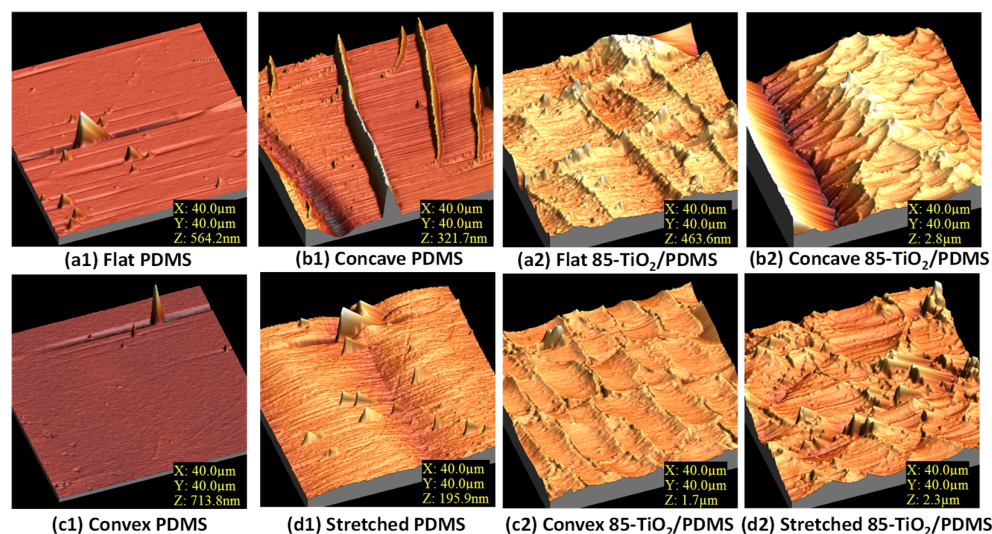 X: 40.0µm
Y: 40.0µm
Z: 564.2nm
(a1) Flat PDMS
X: 40.0µm
Y: 40.0µm
Z: 321.7nm
(b1) Concave PDMS
X: 40.0µm
Y: 40.0µm
Z: 463.6nm
(a2) Flat 85-TiO₂/PDMS
X: 40.0µm
Y: 40.0µm
Z: 2.8µm
(b2) Concave 85-TiO₂/PDMS
X: 40.0µm
Y: 40.0µm
Z: 713.8nm
(c1) Convex PDMS
X: 40.0µm
Y: 40.0µm
Z: 195.9nm
(d1) Stretched PDMS
X: 40.0µm
Y: 40.0µm
Z: 1.7µm
(c2) Convex 85-TiO₂/PDMS
X: 40.0µm
Y: 40.0µm
Z: 2.3µm
(d2) Stretched 85-TiO₂/PDMS